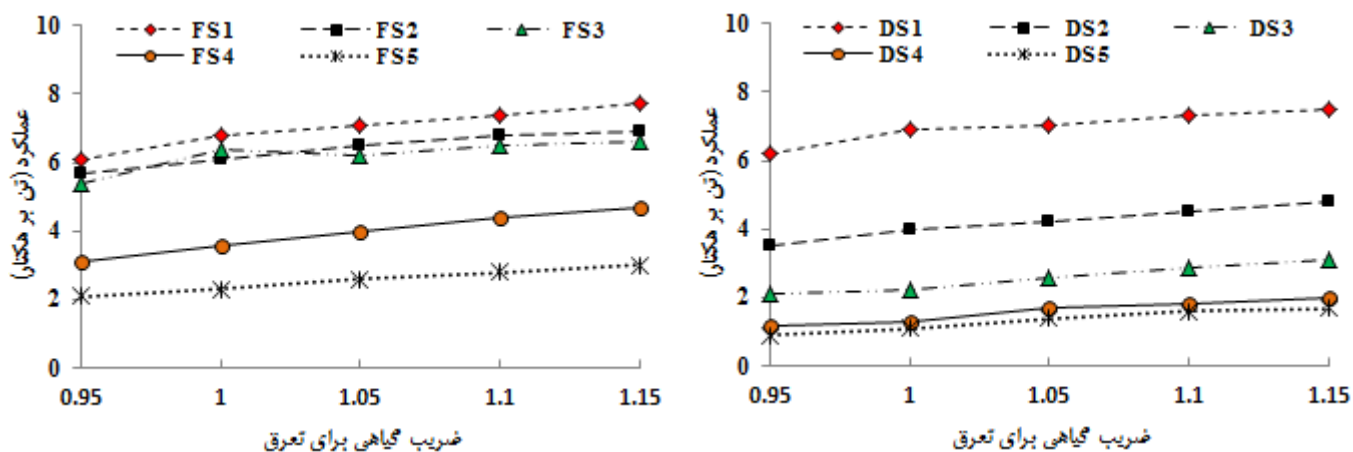 FS1 FS2 FS3
FS4 FS5
10
8
6
4
2
0
عملکرد (تن بر هکتار)
0.95 1 1.05 1.1 1.15
ضریب گیاهی برای تعرق
DS1 DS2 DS3
DS4 DS5
10
8
6
4
2
0
عملکرد (تن بر هکتار)
0.95 1 1.05 1.1 1.15
ضریب گیاهی برای تعرق